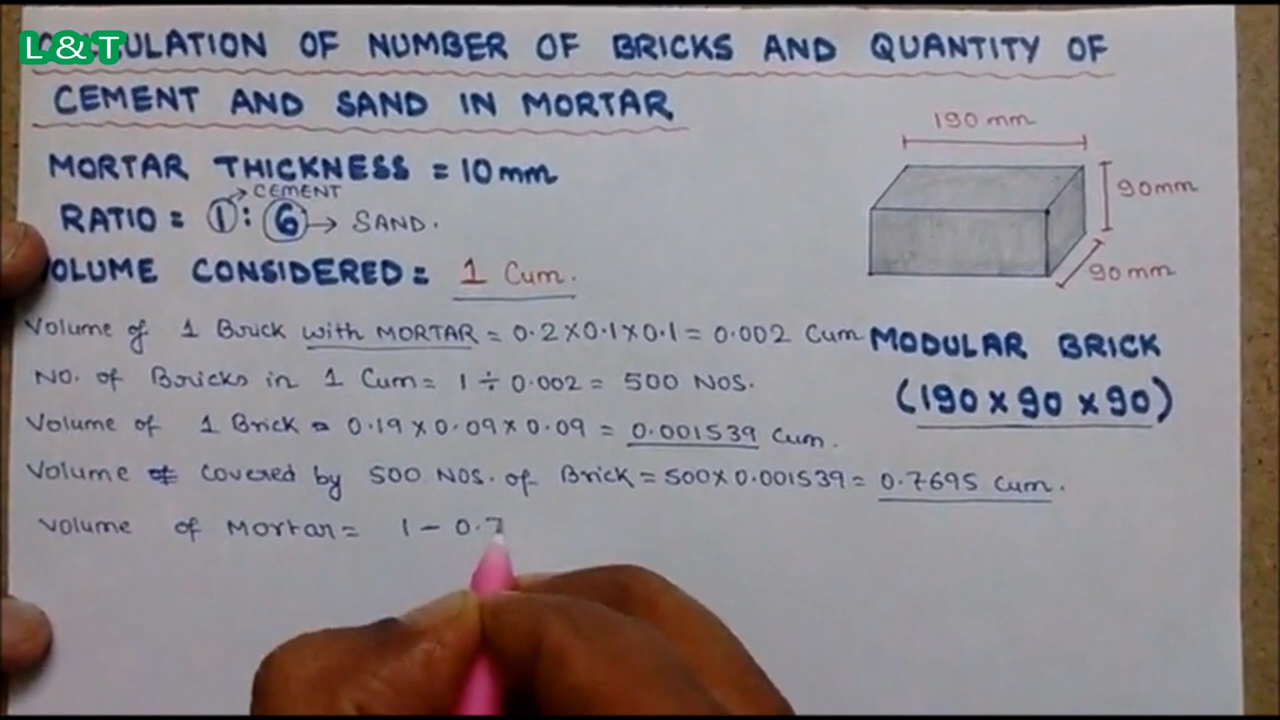 L&T
CULATION OF NUMBER OF BRICKS AND QUANTITY OF
CEMENT AND SAND IN MORTAR
MORTAR THICKNESS = 10mm
CEMENT
RATIO = 1 : 6 → SAND.
VOLUME CONSIDERED = 1 Cum.
190 mm
90mm
90 mm
MODULAR BRICK
(190 x 90 x 90)
Volume of 1 Brick with MORTAR = 0.2 X 0.1 X 0.1 = 0.002 Cum
NO. of Bricks in 1 Cum = 1 ÷ 0.002 = 500 NOS.
Volume of 1 Brick = 0.19 X 0.09 X 0.09 = 0.001539 Cum.
Volume of Covered by 500 NOS. of Brick = 500 X 0.001539 = 0.7695 Cum.
Volume of Mortar = 1 - 0.7